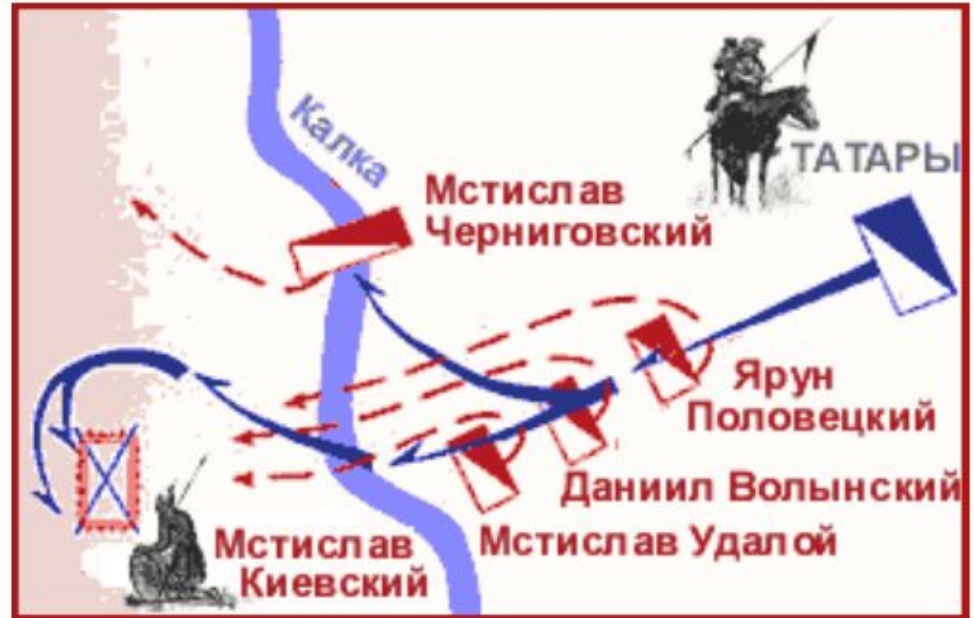 Калка
ТАТАРЫ
Мстислав
Черниговский
Ярун
Половецкий
Даниил Волынский
Мстислав Удалой
Мстислав
Киевский